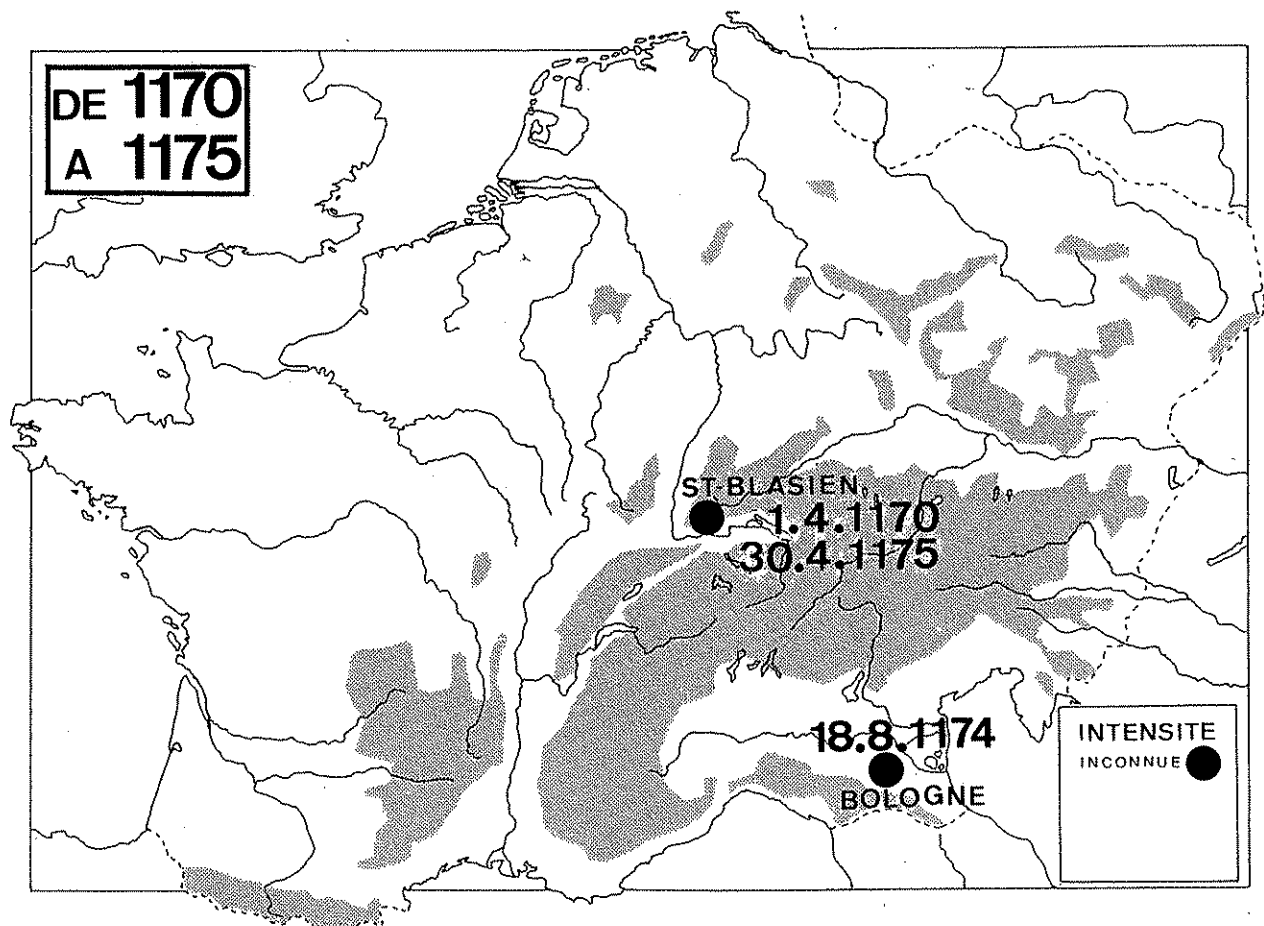 DE 1170
A 1175
ST-BLASIEN
1.4.1170
30.4.1175
18.8.1174
BOLOGNE
INTENSITE
INCONNUE